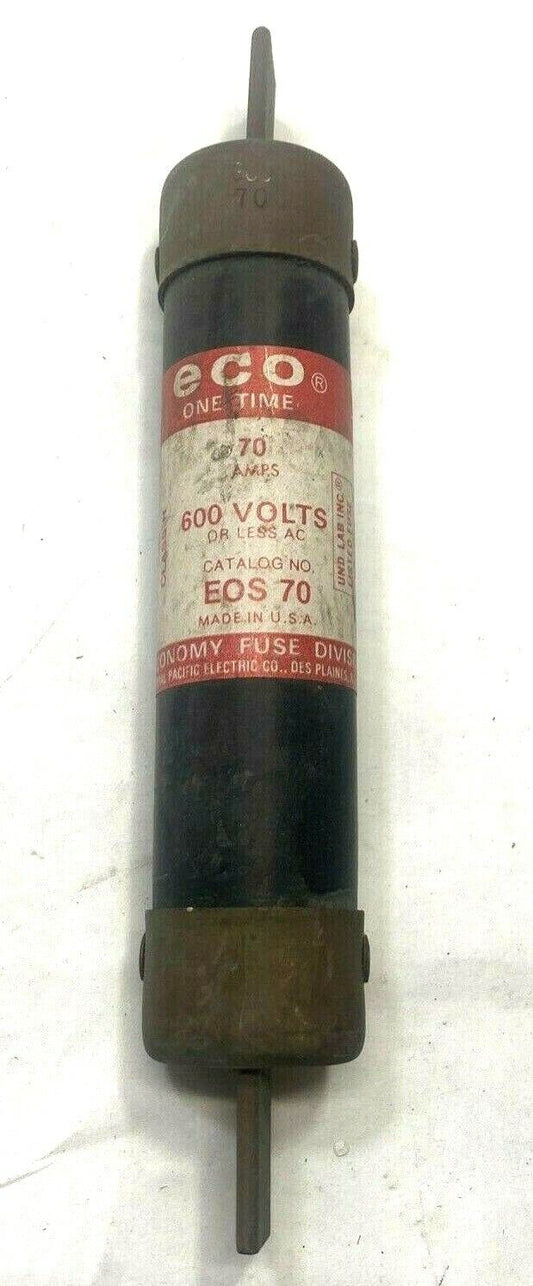 70
eco®
ONE TIME
70
AMPS
600 VOLTS
OR LESS AC
CATALOG NO.
EOS 70
MADE IN U.S.A.
UND. LAB. INC.®
ONOMY FUSE DIVIS
AL PACIFIC ELECTRIC CO., DES PLAINES,